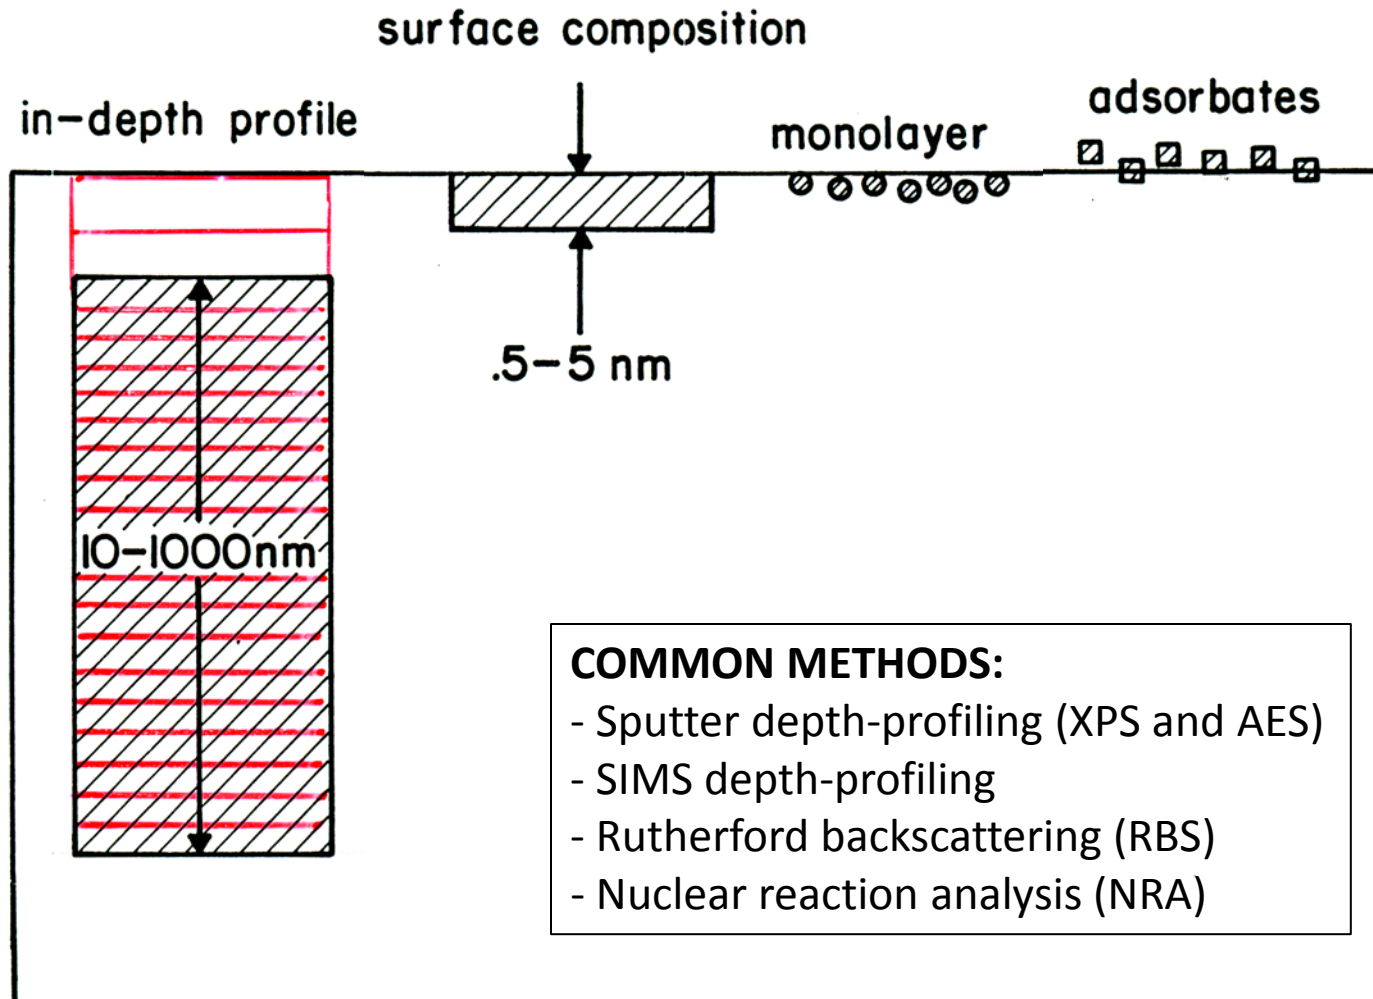 surface composition
in-depth profile
monolayer
adsorbates
.5-5 nm
10-1000nm
COMMON METHODS:
- Sputter depth-profiling (XPS and AES)
- SIMS depth-profiling
- Rutherford backscattering (RBS)
- Nuclear reaction analysis (NRA)